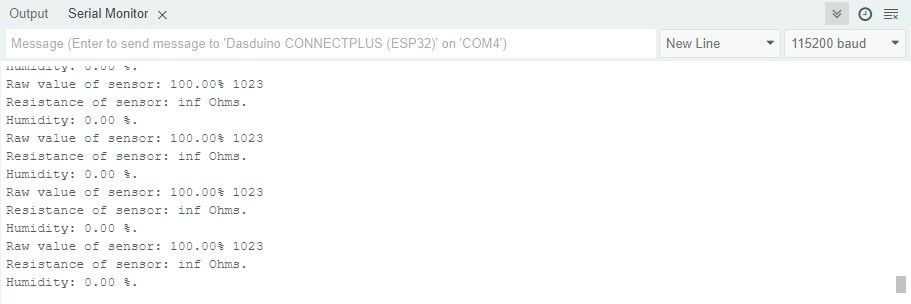 Output Serial Monitor ×
Message (Enter to send message to 'Dasduino CONNECTPLUS (ESP32)' on 'COM4') New Line 115200 baud
Humidity: 0.00 %.
Raw value of sensor: 100.00% 1023
Resistance of sensor: inf Ohms.
Humidity: 0.00 %.
Raw value of sensor: 100.00% 1023
Resistance of sensor: inf Ohms.
Humidity: 0.00 %.
Raw value of sensor: 100.00% 1023
Resistance of sensor: inf Ohms.
Humidity: 0.00 %.
Raw value of sensor: 100.00% 1023
Resistance of sensor: inf Ohms.
Humidity: 0.00 %.